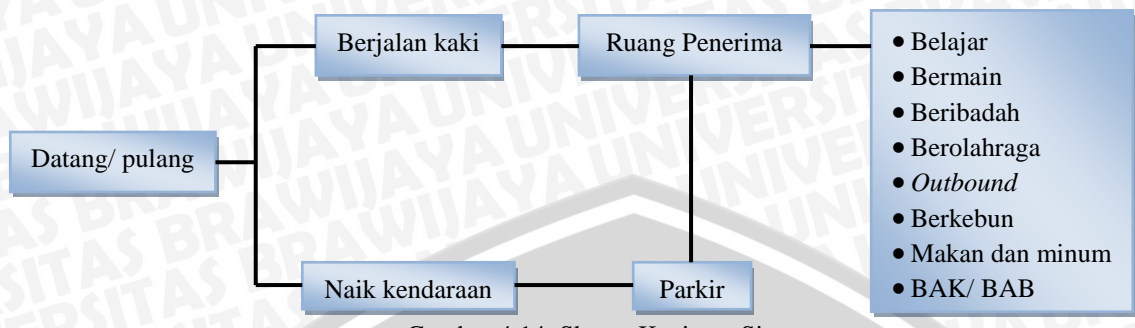 Berjalan kaki
Ruang Penerima
Datang/ pulang
Naik kendaraan
Parkir
• Belajar
• Bermain
• Beribadah
• Berolahraga
• Outbound
• Berkebun
• Makan dan minum
• BAK/ BAB